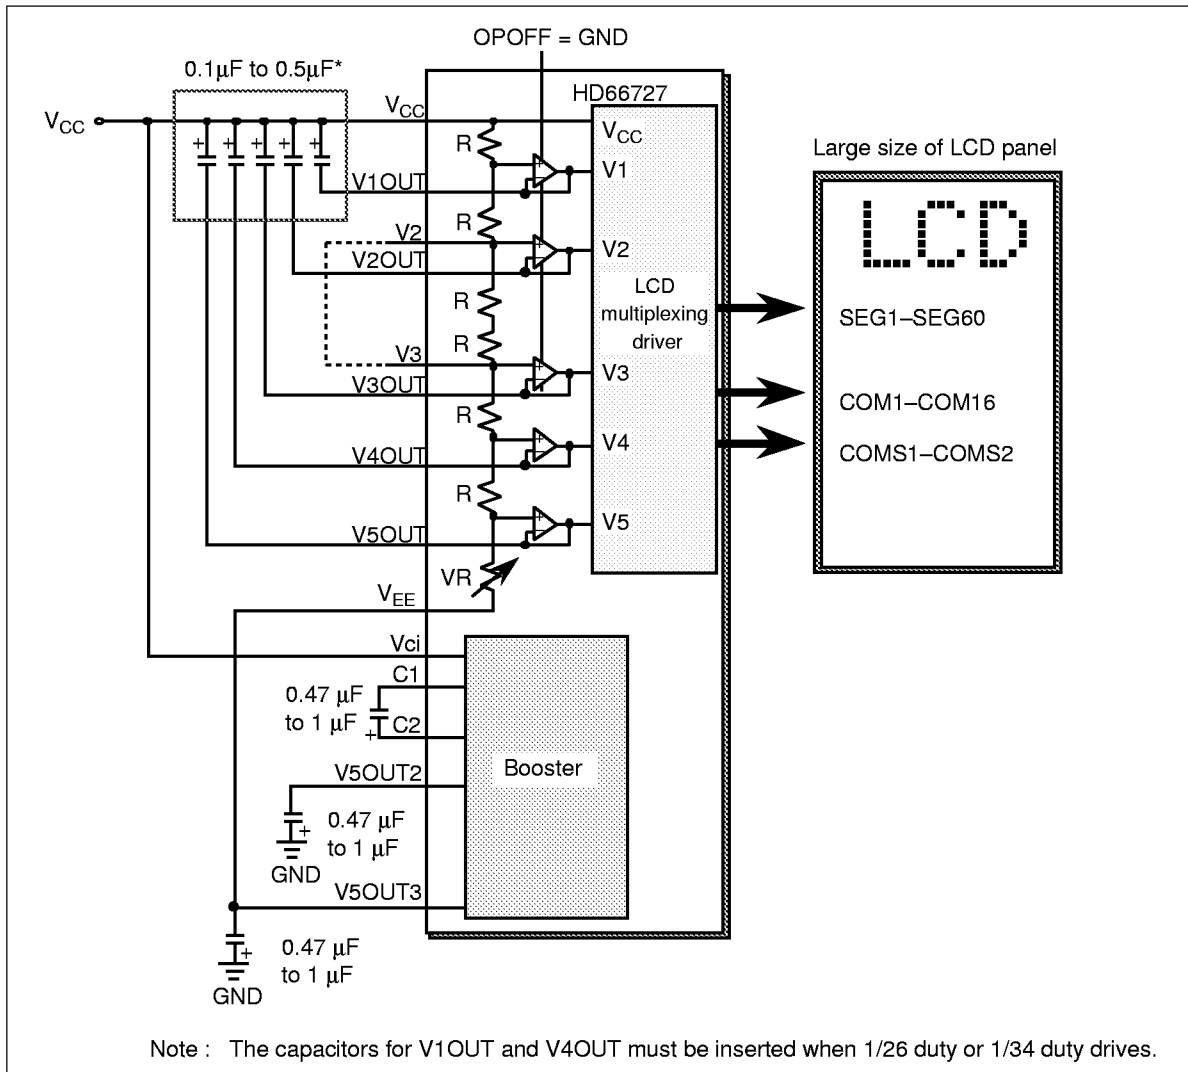 OPOFF = GND
0.1μF to 0.5μF*
HD66727
VCC
VCC
VCC
R
+ + + + +
V1OUT
V1
R
V2
V2OUT
V2
R
LCD
multiplexing
driver
R
V3
V3OUT
V3
R
V4OUT
V4
R
V5OUT
V5
VR
VEE
Large size of LCD panel
LCD
SEG1–SEG60
COM1–COM16
COMS1–COMS2
Vci
C1
0.47 μF
to 1 μF
+
C2
Booster
V5OUT2
+
0.47 μF
to 1 μF
GND
V5OUT3
+
0.47 μF
to 1 μF
GND
Note : The capacitors for V1OUT and V4OUT must be inserted when 1/26 duty or 1/34 duty drives.